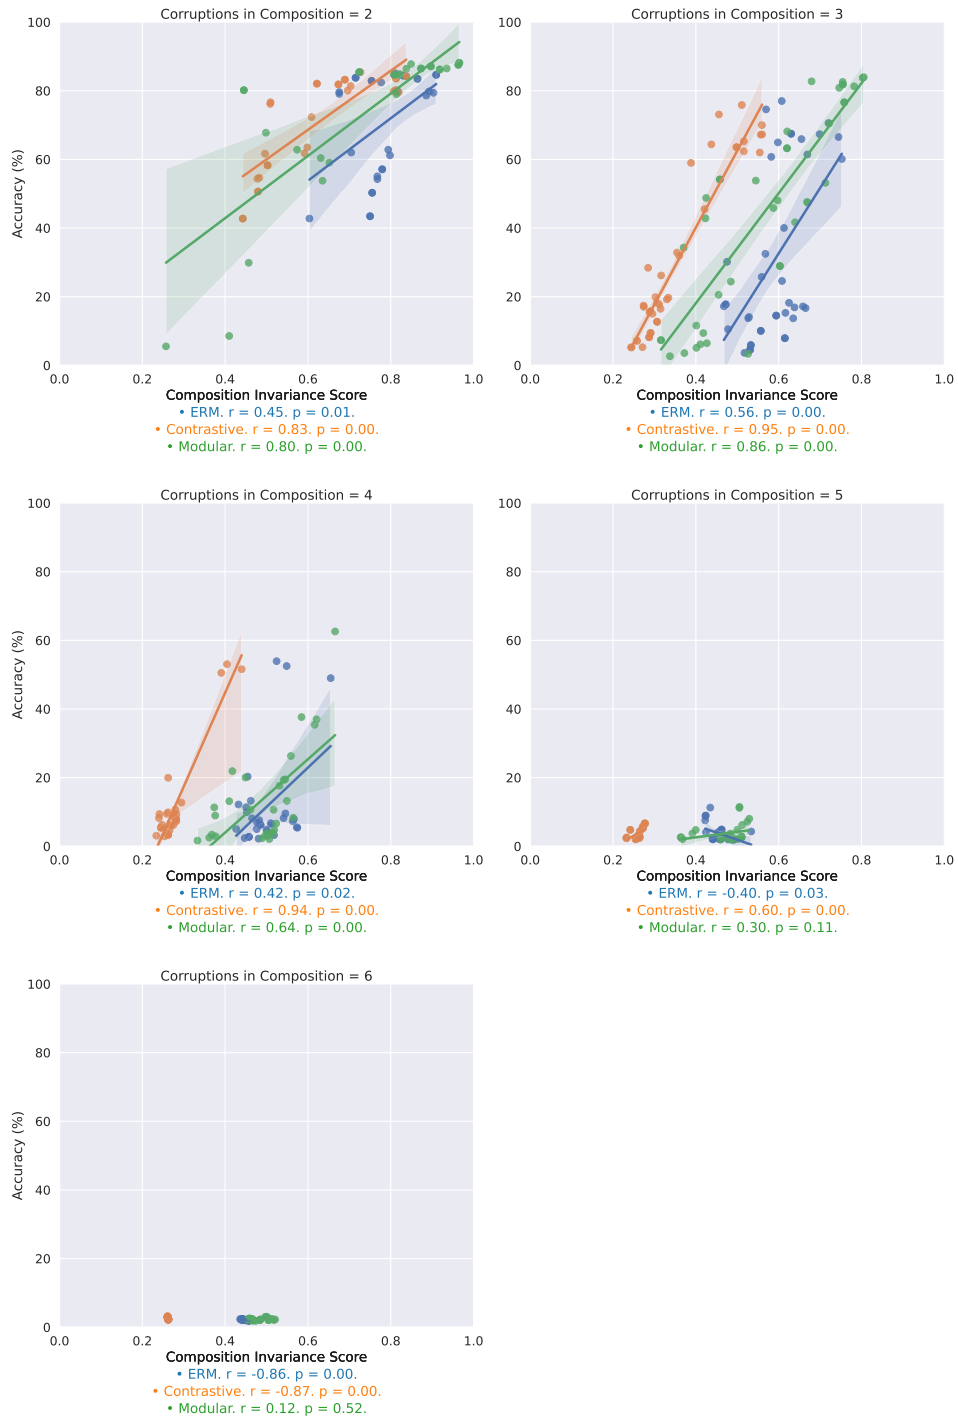 Corruptions in Composition = 2
100
80
60
40
20
0
Accuracy (%)
0.0 0.2 0.4 0.6 0.8 1.0
Composition Invariance Score
• ERM. r = 0.45. p = 0.01.
• Contrastive. r = 0.83. p = 0.00.
• Modular. r = 0.80. p = 0.00.
Corruptions in Composition = 3
100
80
60
40
20
0
0.0 0.2 0.4 0.6 0.8 1.0
Composition Invariance Score
• ERM. r = 0.56. p = 0.00.
• Contrastive. r = 0.95. p = 0.00.
• Modular. r = 0.86. p = 0.00.
Corruptions in Composition = 4
100
80
60
40
20
0
Accuracy (%)
0.0 0.2 0.4 0.6 0.8 1.0
Composition Invariance Score
• ERM. r = 0.42. p = 0.02.
• Contrastive. r = 0.94. p = 0.00.
• Modular. r = 0.64. p = 0.00.
Corruptions in Composition = 5
100
80
60
40
20
0
0.0 0.2 0.4 0.6 0.8 1.0
Composition Invariance Score
• ERM. r = -0.40. p = 0.03.
• Contrastive. r = 0.60. p = 0.00.
• Modular. r = 0.30. p = 0.11.
Corruptions in Composition = 6
100
80
60
40
20
0
Accuracy (%)
0.0 0.2 0.4 0.6 0.8 1.0
Composition Invariance Score
• ERM. r = -0.86. p = 0.00.
• Contrastive. r = -0.87. p = 0.00.
• Modular. r = 0.12. p = 0.52.